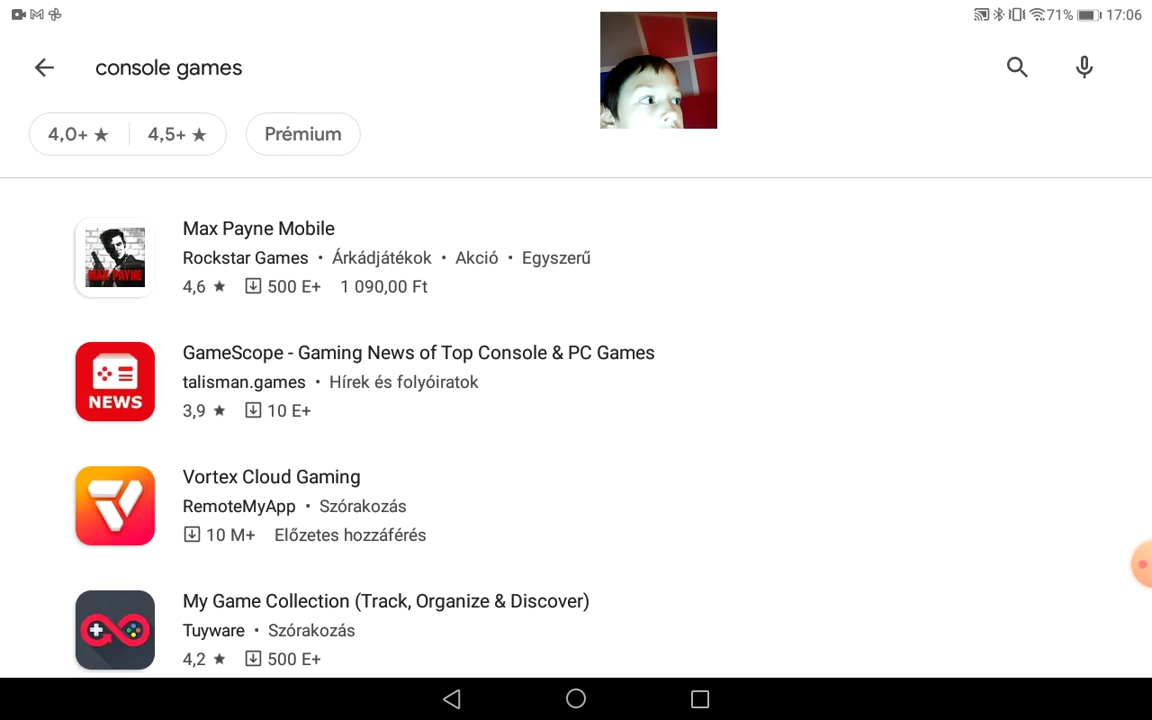 71% 17:06
console games
4,0+ ★ 4,5+ ★ Prémium
Max Payne Mobile
Rockstar Games • Árkádjátékok • Akció • Egyszerű
4,6 ★ 500 E+ 1 090,00 Ft
MAX PAYNE
GameScope - Gaming News of Top Console & PC Games
talisman.games • Hírek és folyóiratok
3,9 ★ 10 E+
NEWS
Vortex Cloud Gaming
RemoteMyApp • Szórakozás
10 M+ Előzetes hozzáférés
My Game Collection (Track, Organize & Discover)
Tuyware • Szórakozás
4,2 ★ 500 E+